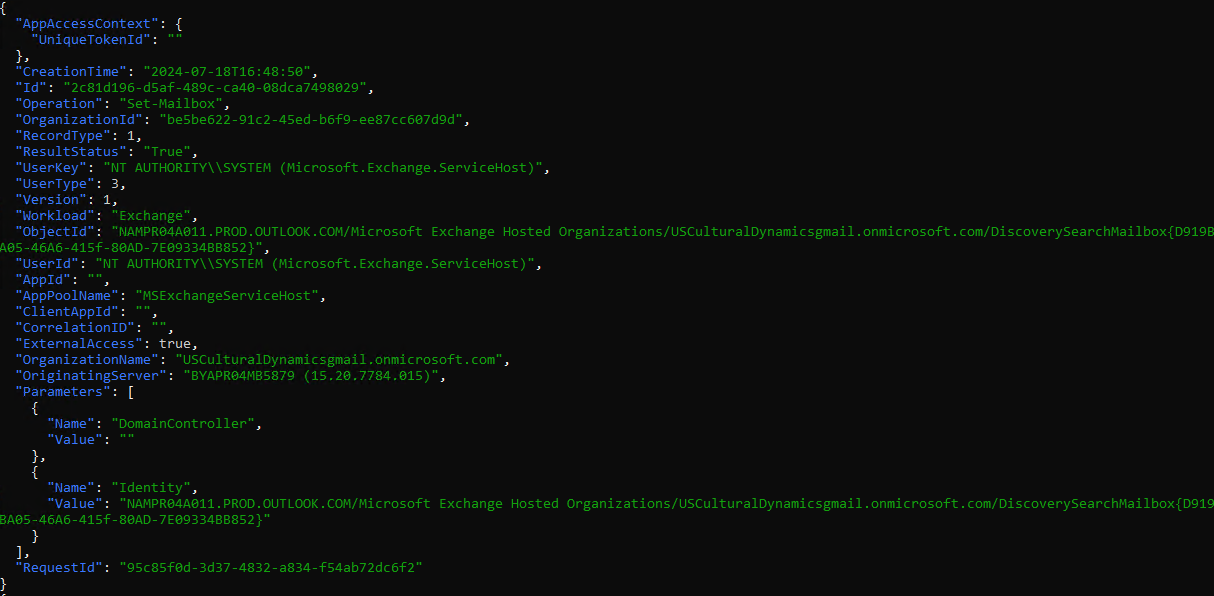 {
  "AppAccessContext": {
    "UniqueTokenId": ""
  },
  "CreationTime": "2024-07-18T16:48:50",
  "Id": "2c81d196-d5af-489c-ca40-08dca7498029",
  "Operation": "Set-Mailbox",
  "OrganizationId": "be5be622-91c2-45ed-b6f9-ee87cc607d9d",
  "RecordType": 1,
  "ResultStatus": "True",
  "UserKey": "NT AUTHORITY\\SYSTEM (Microsoft.Exchange.ServiceHost)",
  "UserType": 3,
  "Version": 1,
  "Workload": "Exchange",
  "ObjectId": "NAMPR04A011.PROD.OUTLOOK.COM/Microsoft Exchange Hosted Organizations/USCulturalDynamicsgmail.onmicrosoft.com/DiscoverySearchMailbox{D919B
A05-46A6-415f-80AD-7E09334BB852}",
  "UserId": "NT AUTHORITY\\SYSTEM (Microsoft.Exchange.ServiceHost)",
  "AppId": "",
  "AppPoolName": "MSExchangeServiceHost",
  "ClientAppId": "",
  "CorrelationID": "",
  "ExternalAccess": true,
  "OrganizationName": "USCulturalDynamicsgmail.onmicrosoft.com",
  "OriginatingServer": "BYAPR04MB5879 (15.20.7784.015)",
  "Parameters": [
    {
      "Name": "DomainController",
      "Value": ""
    },
    {
      "Name": "Identity",
      "Value": "NAMPR04A011.PROD.OUTLOOK.COM/Microsoft Exchange Hosted Organizations/USCulturalDynamicsgmail.onmicrosoft.com/DiscoverySearchMailbox{D919
BA05-46A6-415f-80AD-7E09334BB852}"
    }
  ],
  "RequestId": "95c85f0d-3d37-4832-a834-f54ab72dc6f2"
}